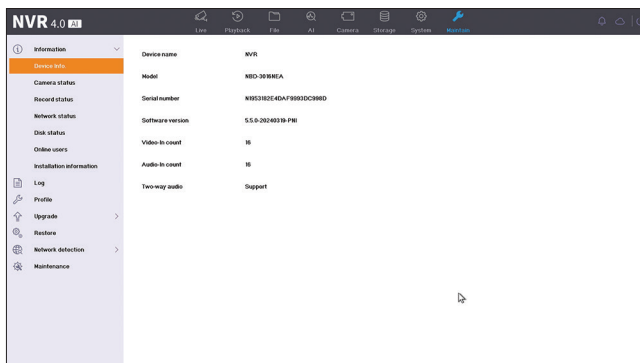 NVR 4.0 AI
Live Playback File AI Camera Storage System Maintain
Information
Device Info
Camera status
Record status
Network status
Disk status
Online users
Installation information
Log
Profile
Upgrade
Restore
Network detection
Maintenance
Device name NVR
Model NBD-3016NEA
Serial number N1953182E4DAF9993DC998D
Software version 5.5.0-20240319-PNI
Video-In count 16
Audio-In count 16
Two-way audio Support